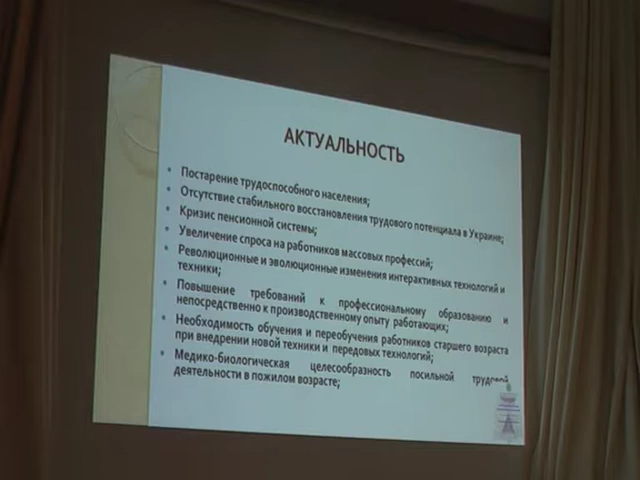 АКТУАЛЬНОСТЬ
Постарение трудоспособного населения;
Отсутствие стабильного восстановления трудового потенциала в Украине;
Кризис пенсионной системы;
Увеличение спроса на работников массовых профессий;
Революционные и эволюционные изменения интерактивных технологий и
техники;
Повышение требований к профессиональному образованию и
непосредственно к производственному опыту работающих;
Необходимость обучения и переобучения работников старшего возраста
при внедрении новой техники и передовых технологий;
Медико-биологическая целесообразность посильной трудовой
деятельности в пожилом возрасте;